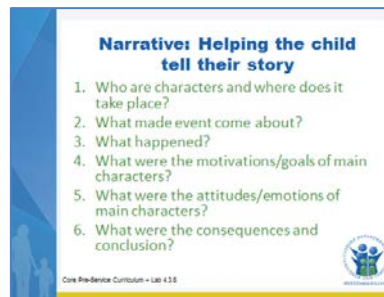 Narrative: Helping the child
tell their story
1. Who are characters and where does it
take place?
2. What made event come about?
3. What happened?
4. What were the motivations/goals of main
characters?
5. What were the attitudes/emotions of
main characters?
6. What were the consequences and
conclusion?
Core Pre-Service Curriculum – Lab 4.3.6